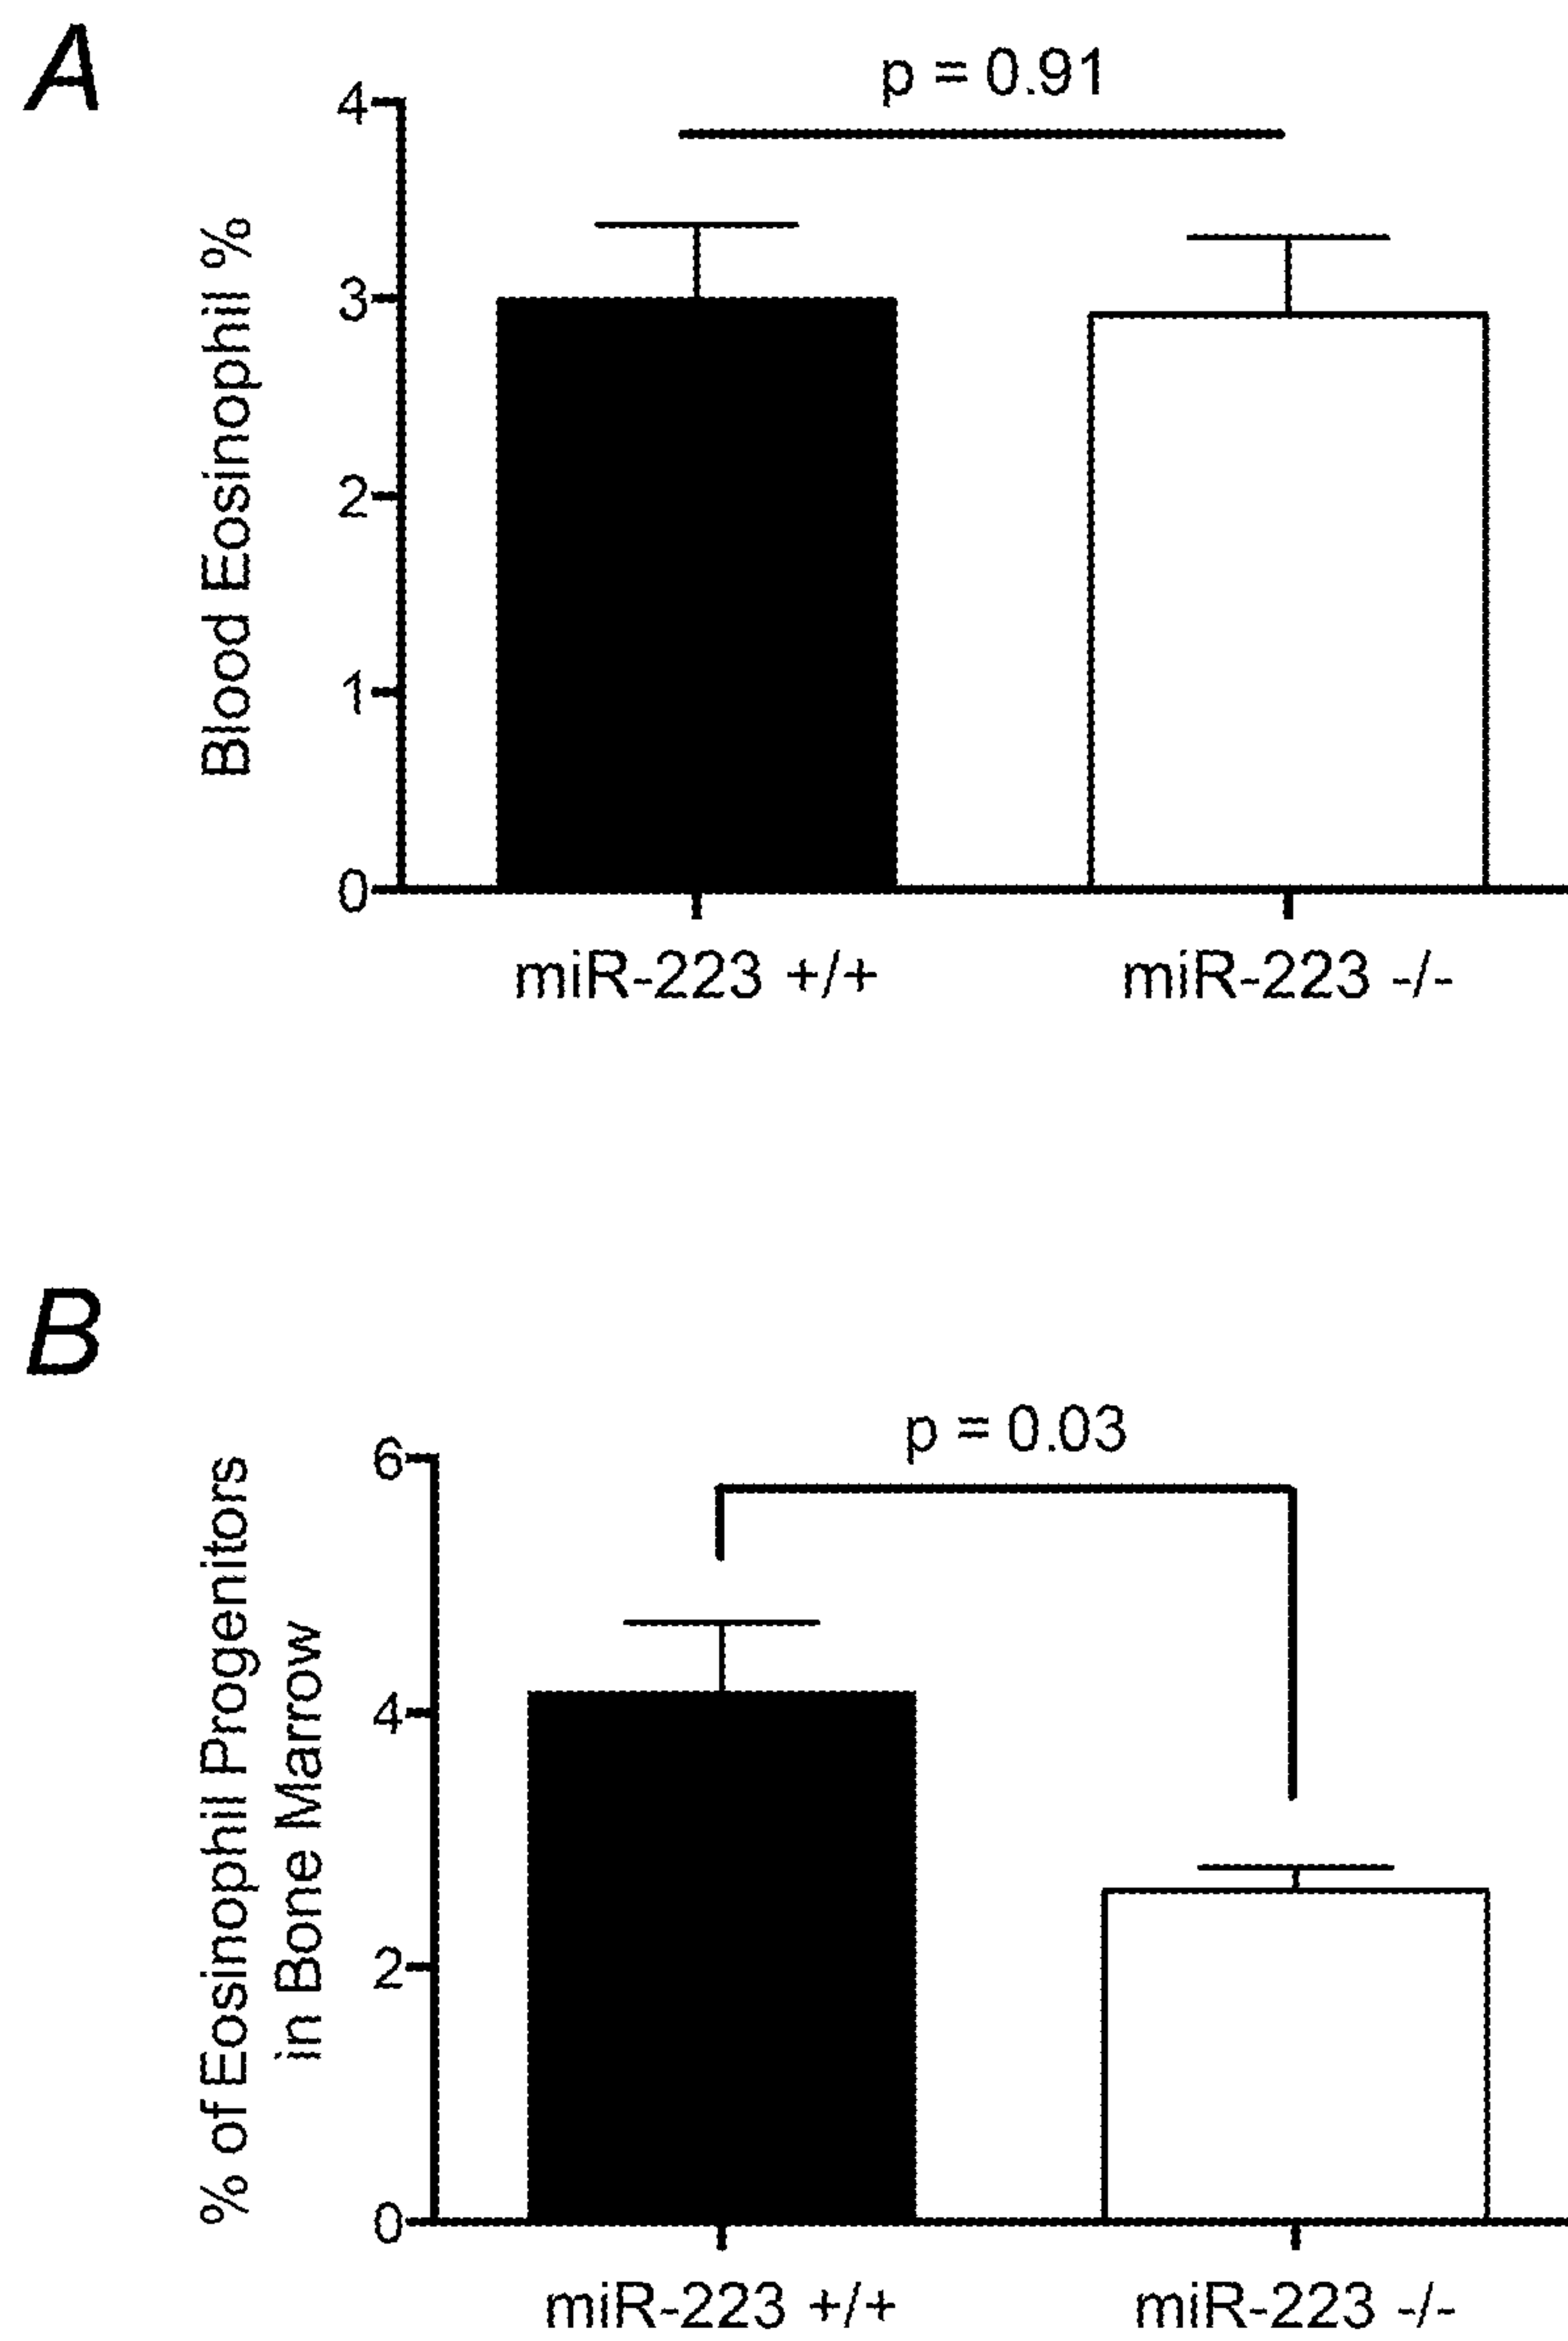 A
p = 0.91
4
3
2
1
0
Blood Eosinophil %
miR-223 +/+
miR-223 -/-
B
p = 0.03
6
4
2
0
% of Eosinophil Progenitors
in Bone Marrow
miR-223 +/+
miR-223 -/-